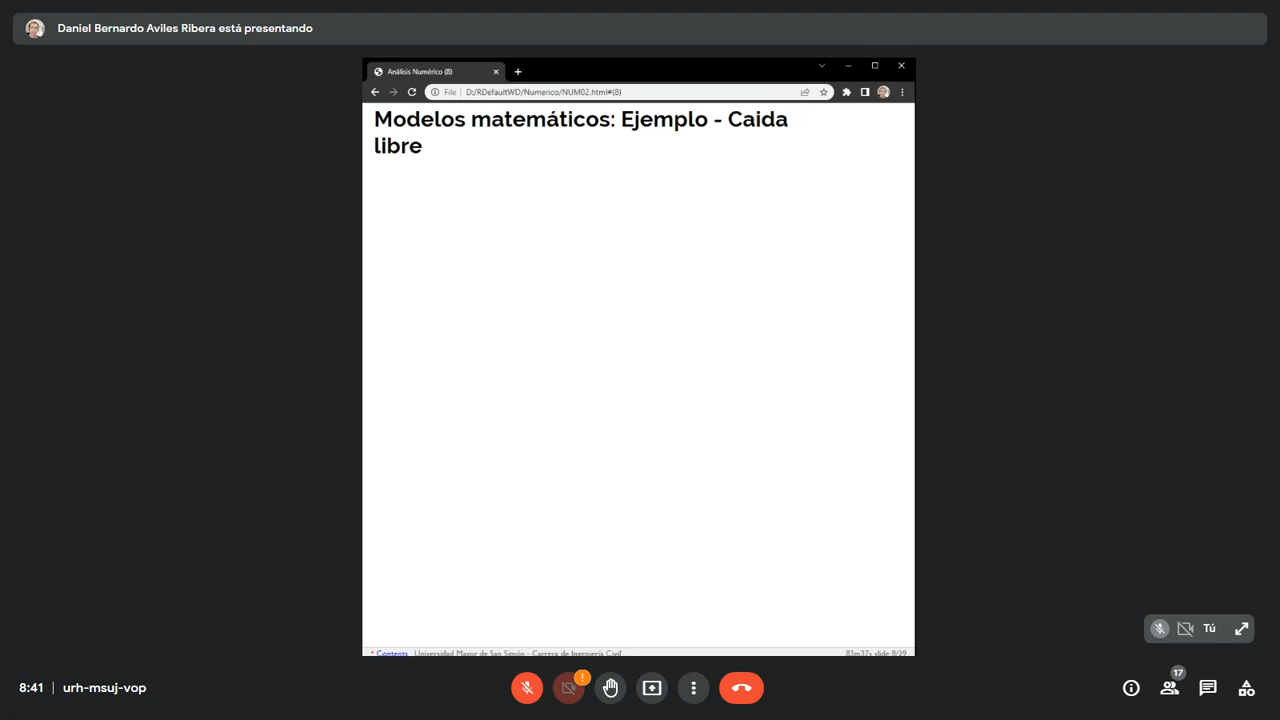 Daniel Bernardo Aviles Ribera está presentando
Análisis Numérico (8)
File D:/RDefaultWD/Numerico/NUM02.html#(8)
Modelos matemáticos: Ejemplo - Caida
libre
* Contents Universidad Mayor de San Simón - Carrera de Ingeniería Civil 83m37s slide 8/29
Tú
17
8:41 urh-msuj-vop